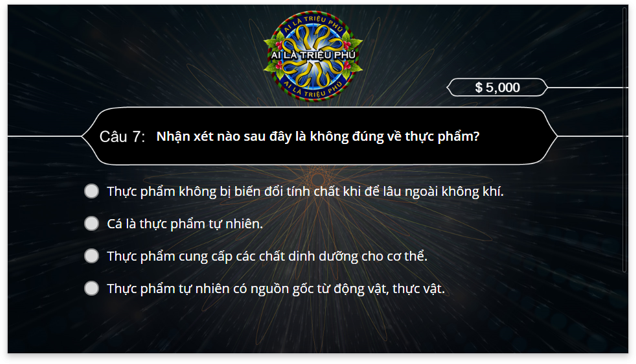 AI LÀ TRIỆU PHÚ
AI LÀ TRIỆU PHÚ
AI LÀ TRIỆU PHÚ
$ 5,000
Câu 7: Nhận xét nào sau đây là không đúng về thực phẩm?
Thực phẩm không bị biến đổi tính chất khi để lâu ngoài không khí.
Cá là thực phẩm tự nhiên.
Thực phẩm cung cấp các chất dinh dưỡng cho cơ thể.
Thực phẩm tự nhiên có nguồn gốc từ động vật, thực vật.